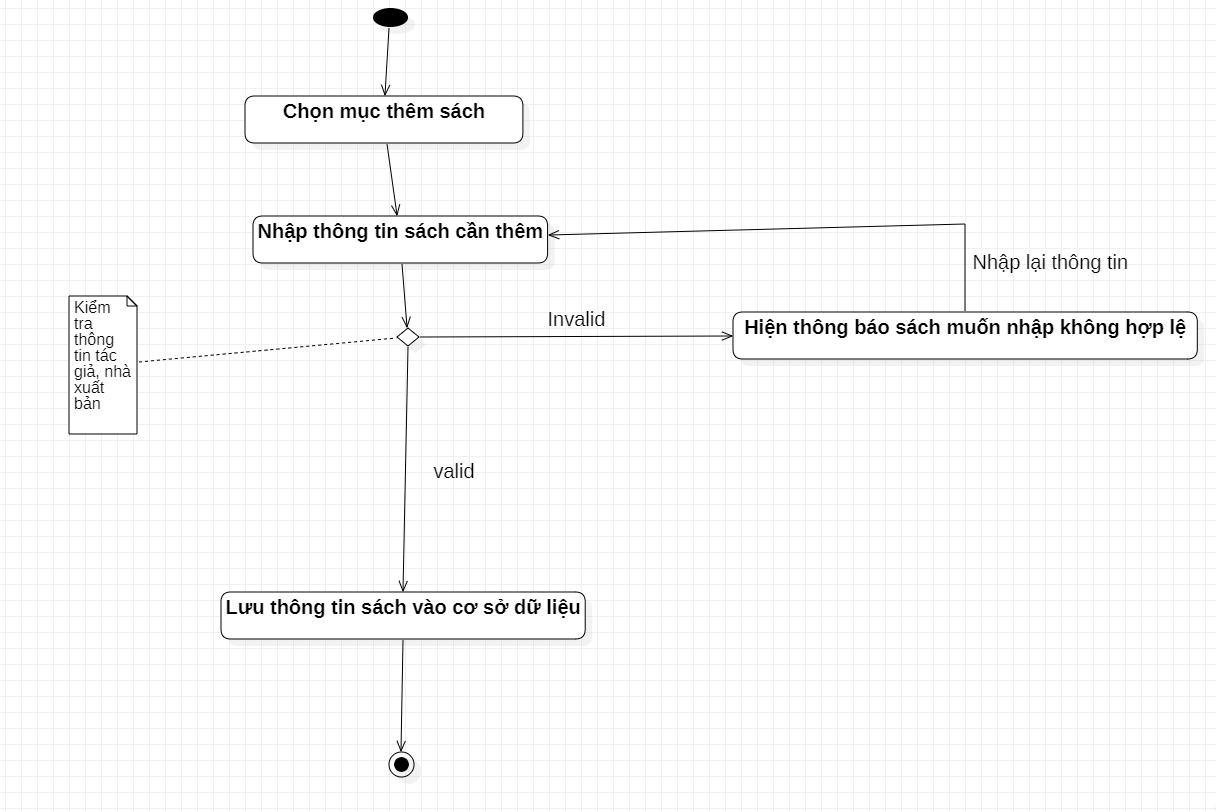 Chọn mục thêm sách
Nhập thông tin sách cần thêm
Nhập lại thông tin
Kiểm
tra
thông
tin tác
giả, nhà
xuất
bản
Invalid
Hiện thông báo sách muốn nhập không hợp lệ
valid
Lưu thông tin sách vào cơ sở dữ liệu